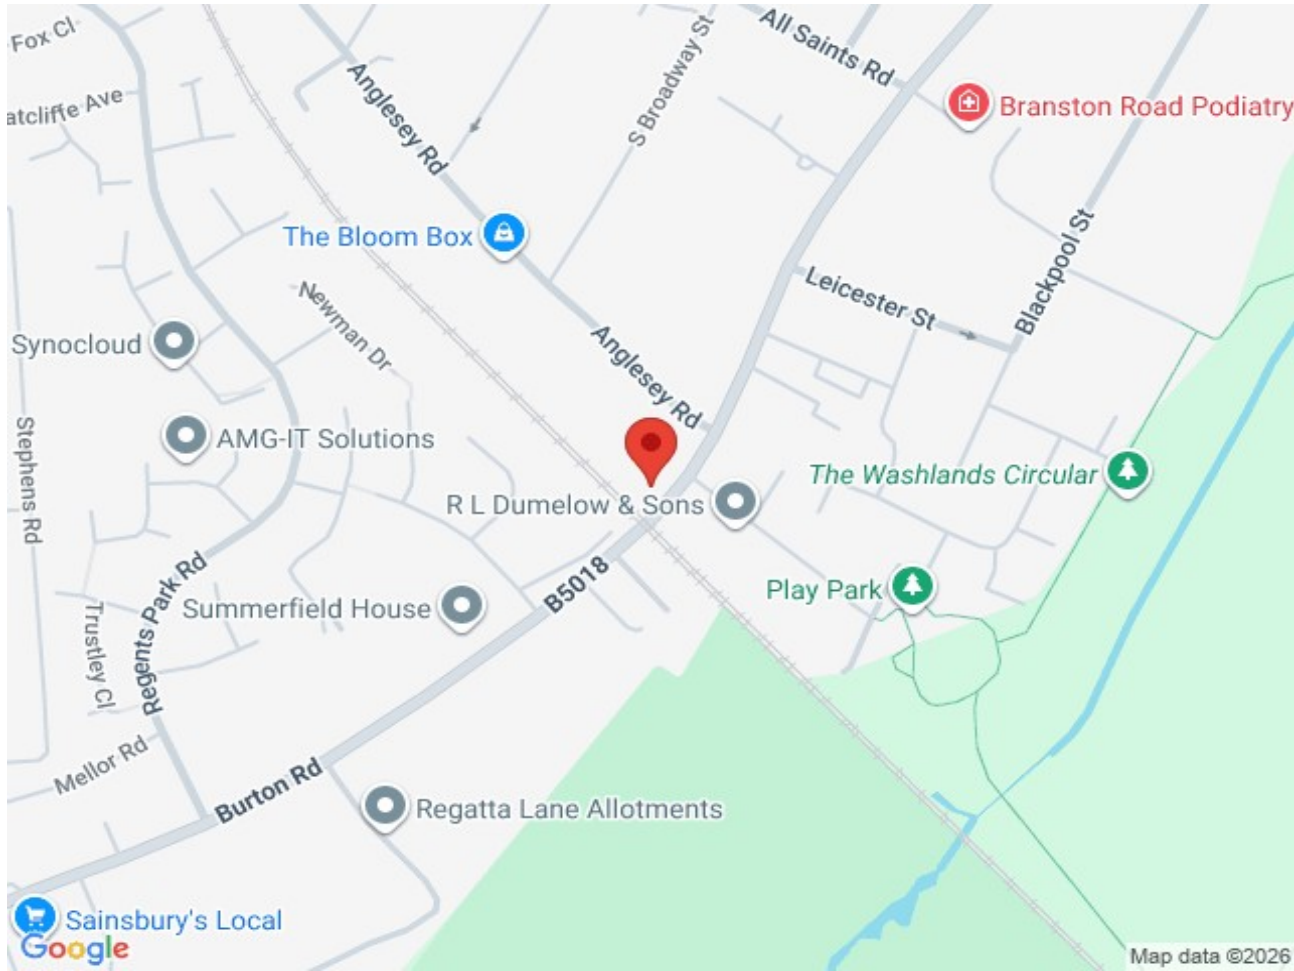 Fox Cl
atcliffe Ave
Anglesey Rd
S Broadway St
All Saints Rd
Branston Road Podiatry
The Bloom Box
Blackpool St
Leicester St
Newman Dr
Synocloud
Anglesey Rd
Stephens Rd
AMG-IT Solutions
The Washlands Circular
R L Dumelow & Sons
Play Park
Regents Park Rd
Summerfield House
B5018
Trustley Cl
Mellor Rd
Burton Rd
Regatta Lane Allotments
Sainsbury's Local
Google
Map data ©2026